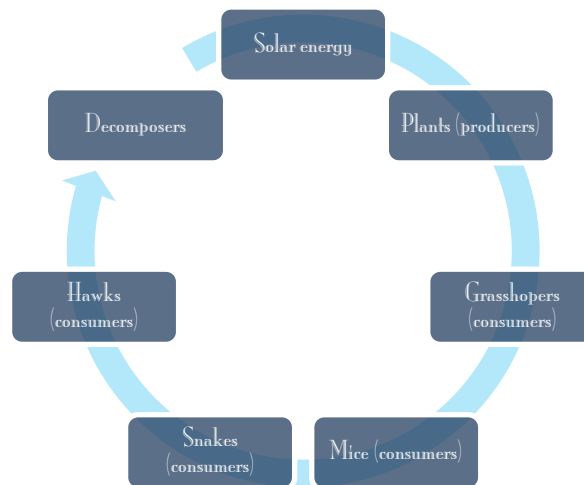 Solar energy
Plants (producers)
Grasshopers
(consumers)
Mice (consumers)
Snakes
(consumers)
Hawks
(consumers)
Decomposers